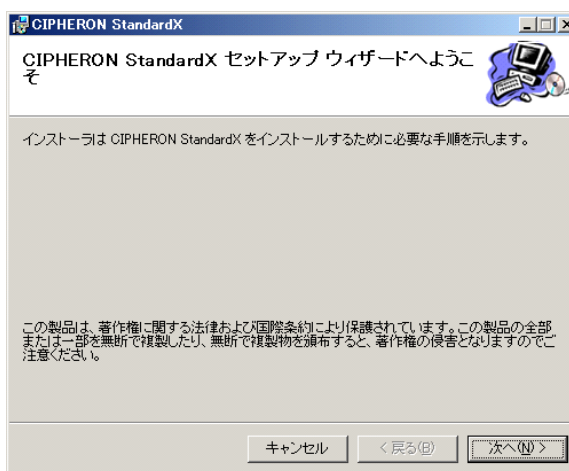 CIPHERON StandardX
CIPHERON StandardX セットアップ ウィザードへようこ
そ
インストーラは CIPHERON StandardX をインストールするために必要な手順を示します。
この製品は、著作権に関する法律および国際条約により保護されています。この製品の全部
または一部を無断で複製したり、無断で複製物を頒布すると、著作権の侵害となりますのでご
注意ください。
キャンセル
< 戻る(B)
次へ(N) >